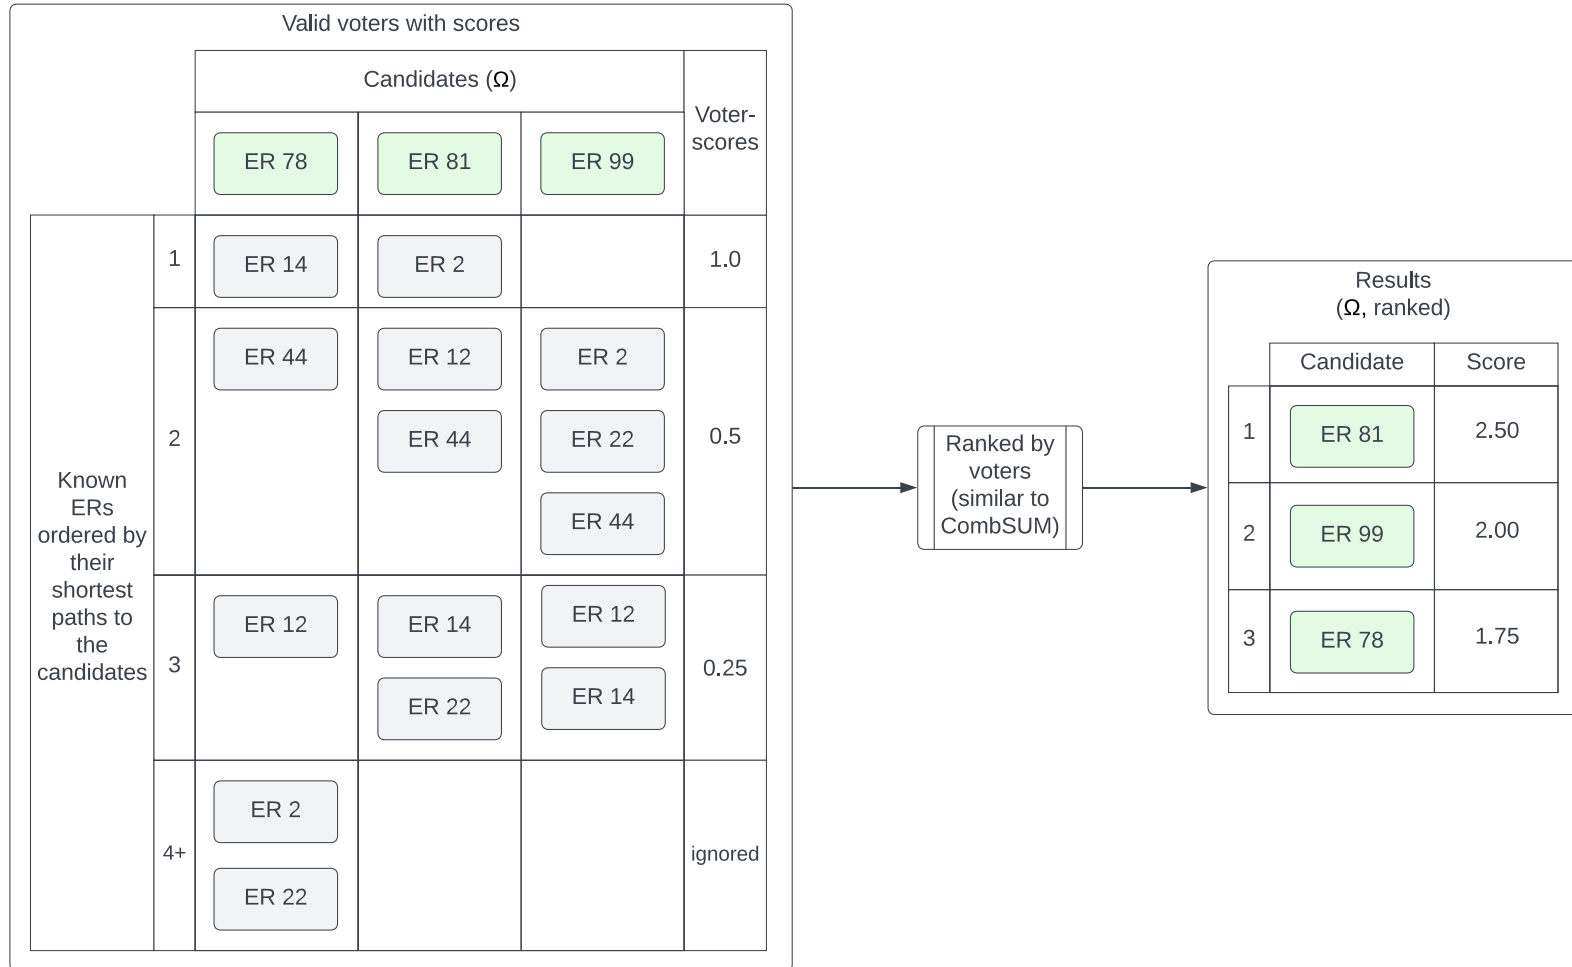 Valid voters with scores
Candidates (Ω)
Voter-
scores
ER 78
ER 81
ER 99
Known
ERs
ordered by
their
shortest
paths to
the
candidates
1
ER 14
ER 2
1.0
2
ER 44
ER 12
ER 2
ER 44
ER 22
ER 44
0.5
3
ER 12
ER 14
ER 12
ER 22
ER 14
0.25
4+
ER 2
ER 22
ignored
Ranked by
voters
(similar to
CombSUM)
Results
(Ω, ranked)
Candidate
Score
1
ER 81
2.50
2
ER 99
2.00
3
ER 78
1.75